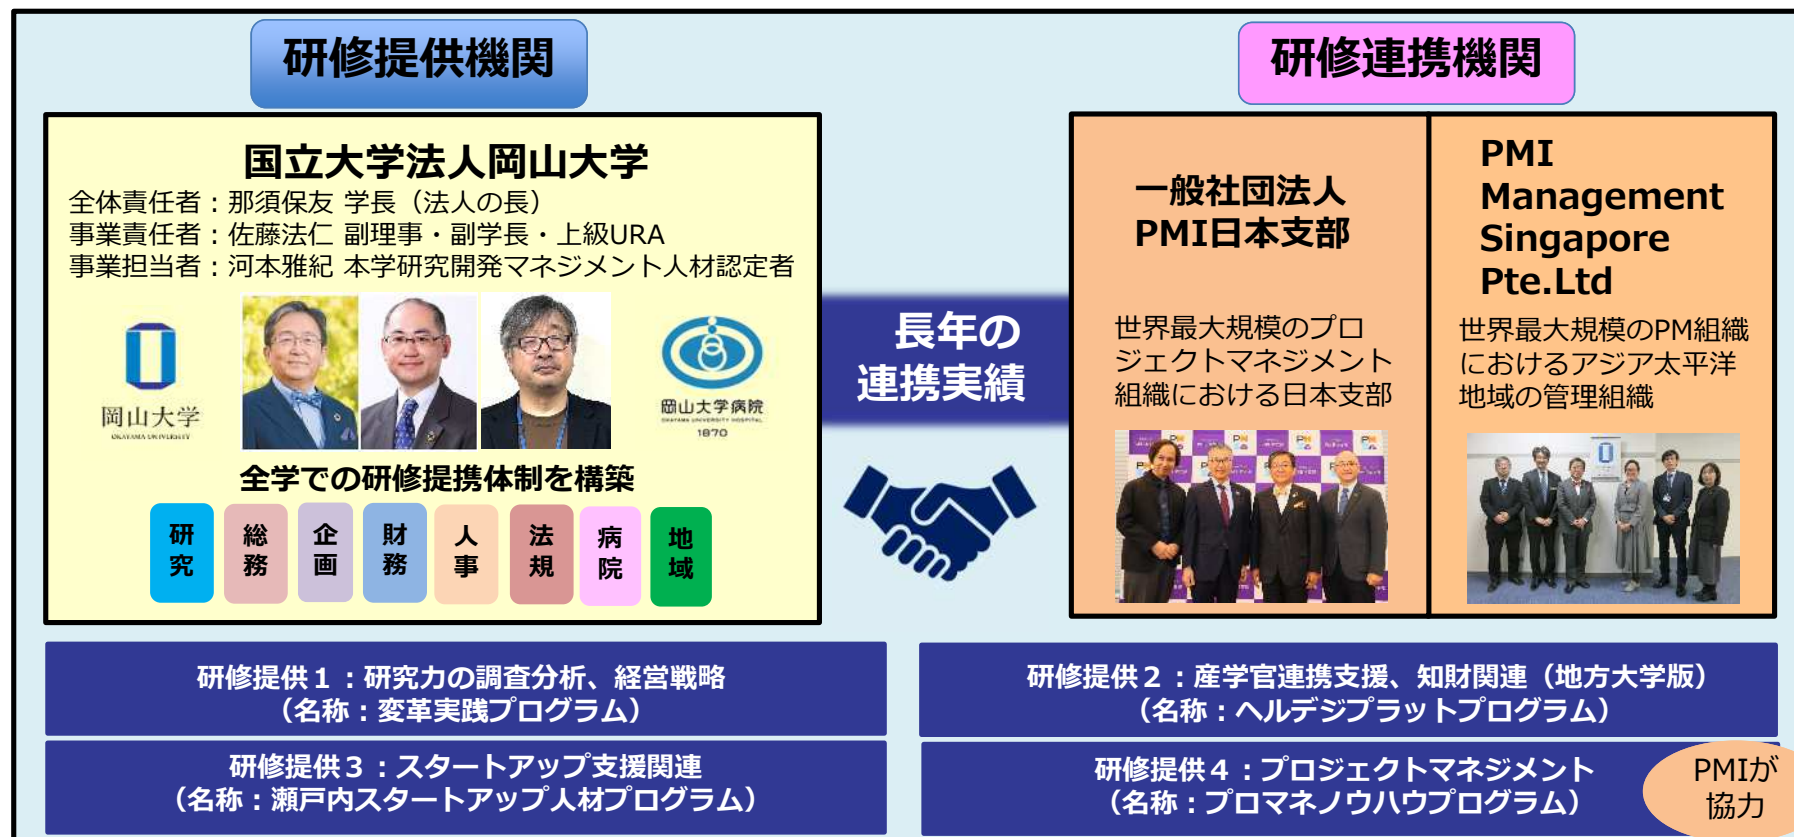 研修提供機関
研修連携機関
国立大学法人岡山大学
全体責任者：那須保友 学長（法人の長）
事業責任者：佐藤法仁 副理事・副学長・上級URA
事業担当者：河本雅紀 本学研究開発マネジメント人材認定者
岡山大学
OKAYAMA UNIVERSITY
岡山大学病院
OKAYAMA UNIVERSITY HOSPITAL
1870
全学での研修提携体制を構築
研究
総務
企画
財務
人事
法規
病院
地域
長年の
連携実績
一般社団法人
PMI日本支部
世界最大規模のプロ
ジェクトマネジメント
組織における日本支部
PMI
Management
Singapore
Pte.Ltd
世界最大規模のPM組織
におけるアジア太平洋
地域の管理組織
研修提供１：研究力の調査分析、経営戦略
（名称：変革実践プログラム）
研修提供２：産学官連携支援、知財関連（地方大学版）
（名称：ヘルデジプラットプログラム）
研修提供３：スタートアップ支援関連
（名称：瀬戸内スタートアップ人材プログラム）
研修提供４：プロジェクトマネジメント
（名称：プロマネノウハウプログラム）
PMIが
協力